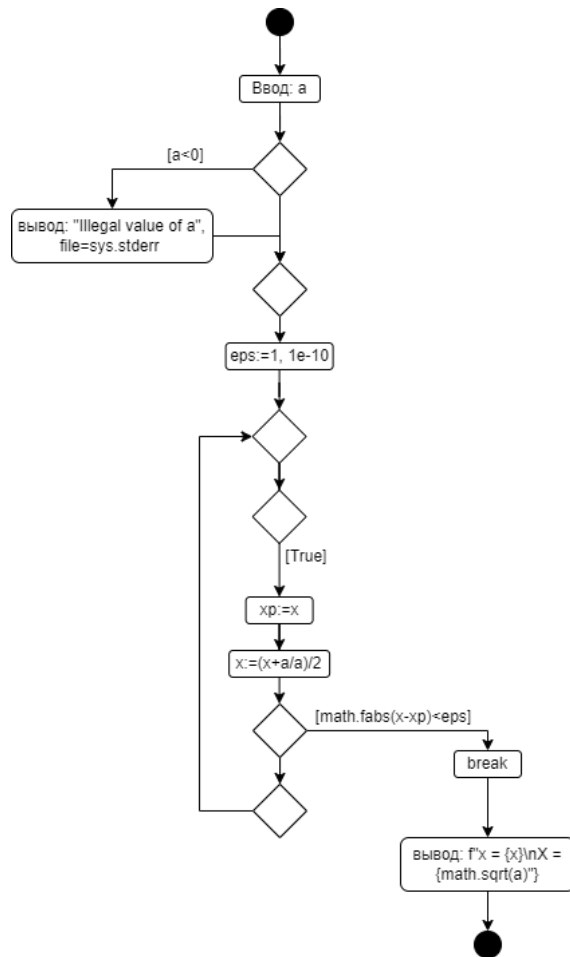 Ввод: a
[a<0]
вывод: "Illegal value of a",
file=sys.stderr
eps:=1, 1e-10
[True]
xp:=x
x:=(x+a/a)/2
[math.fabs(x-xp)<eps]
break
вывод: f"x = {x}\nX =
{math.sqrt(a)"}